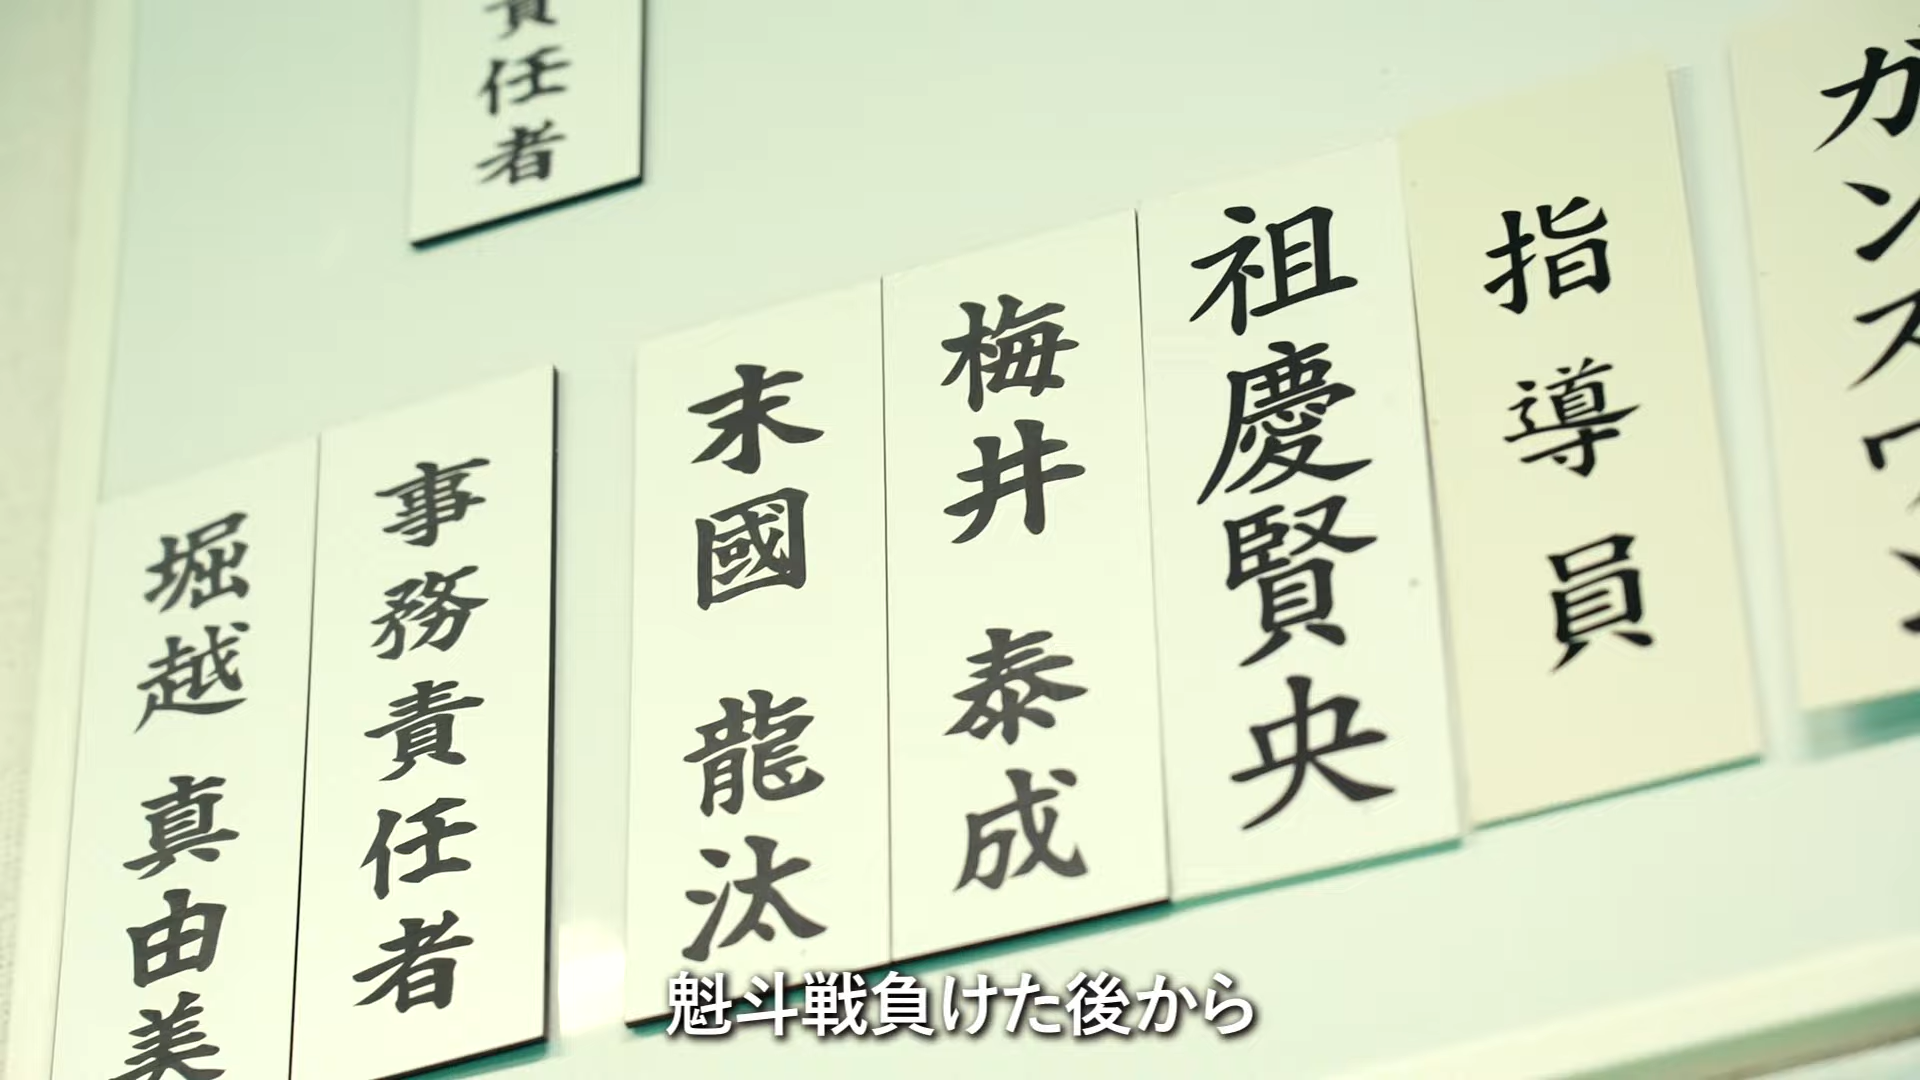 責任者
ガンスワン
指導員
祖慶賢央
梅井 泰成
末國 龍汰
事務責任者
堀越 真由美
魁斗戦負けた後から